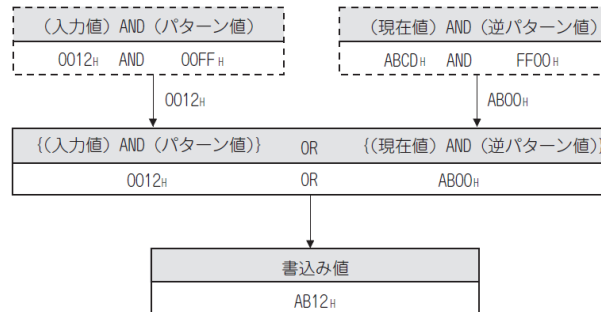 (入力値) AND (パターン値)
0012H AND 00FF H
(現在値) AND (逆パターン値)
ABCDH AND FF00H
0012H
AB00H
{(入力値) AND (パターン値)} OR {(現在値) AND (逆パターン値)}
0012H OR AB00H
書込み値
AB12H